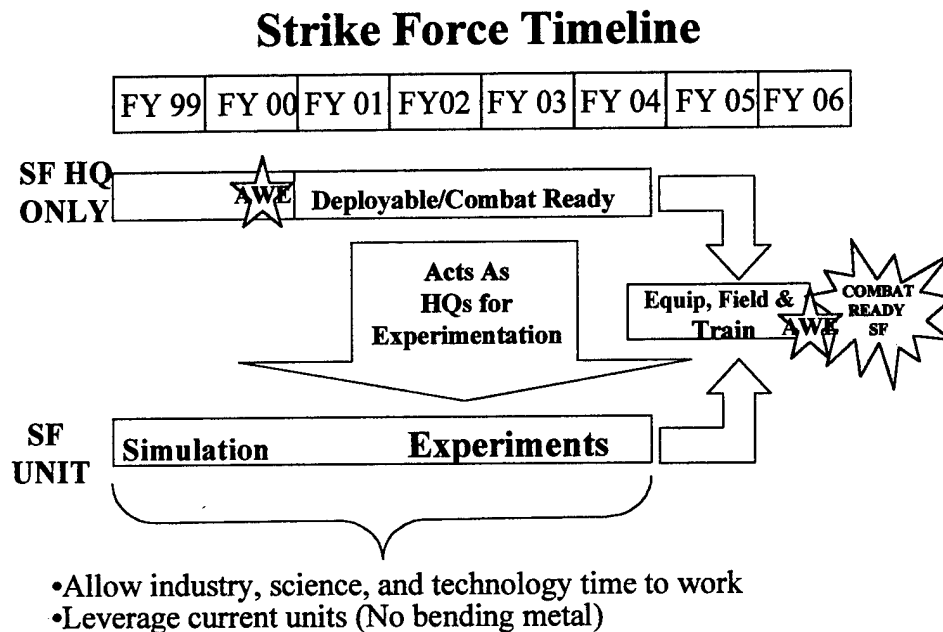 Strike Force Timeline
FY 99 FY 00 FY 01 FY02 FY 03 FY 04 FY 05 FY 06
SF HQ
ONLY
AWE
Deployable/Combat Ready
Acts As
HQs for
Experimentation
Equip, Field &
Train
AWE
COMBAT
READY
SF
SF
UNIT
Simulation
Experiments
•Allow industry, science, and technology time to work
•Leverage current units (No bending metal)